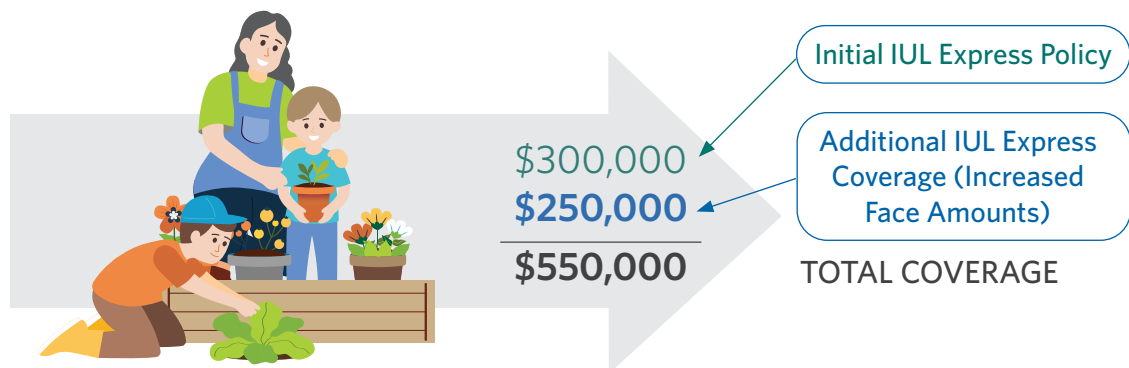 Initial IUL Express Policy
$300,000
Additional IUL Express
Coverage (Increased
Face Amounts)
$250,000
$550,000
TOTAL COVERAGE